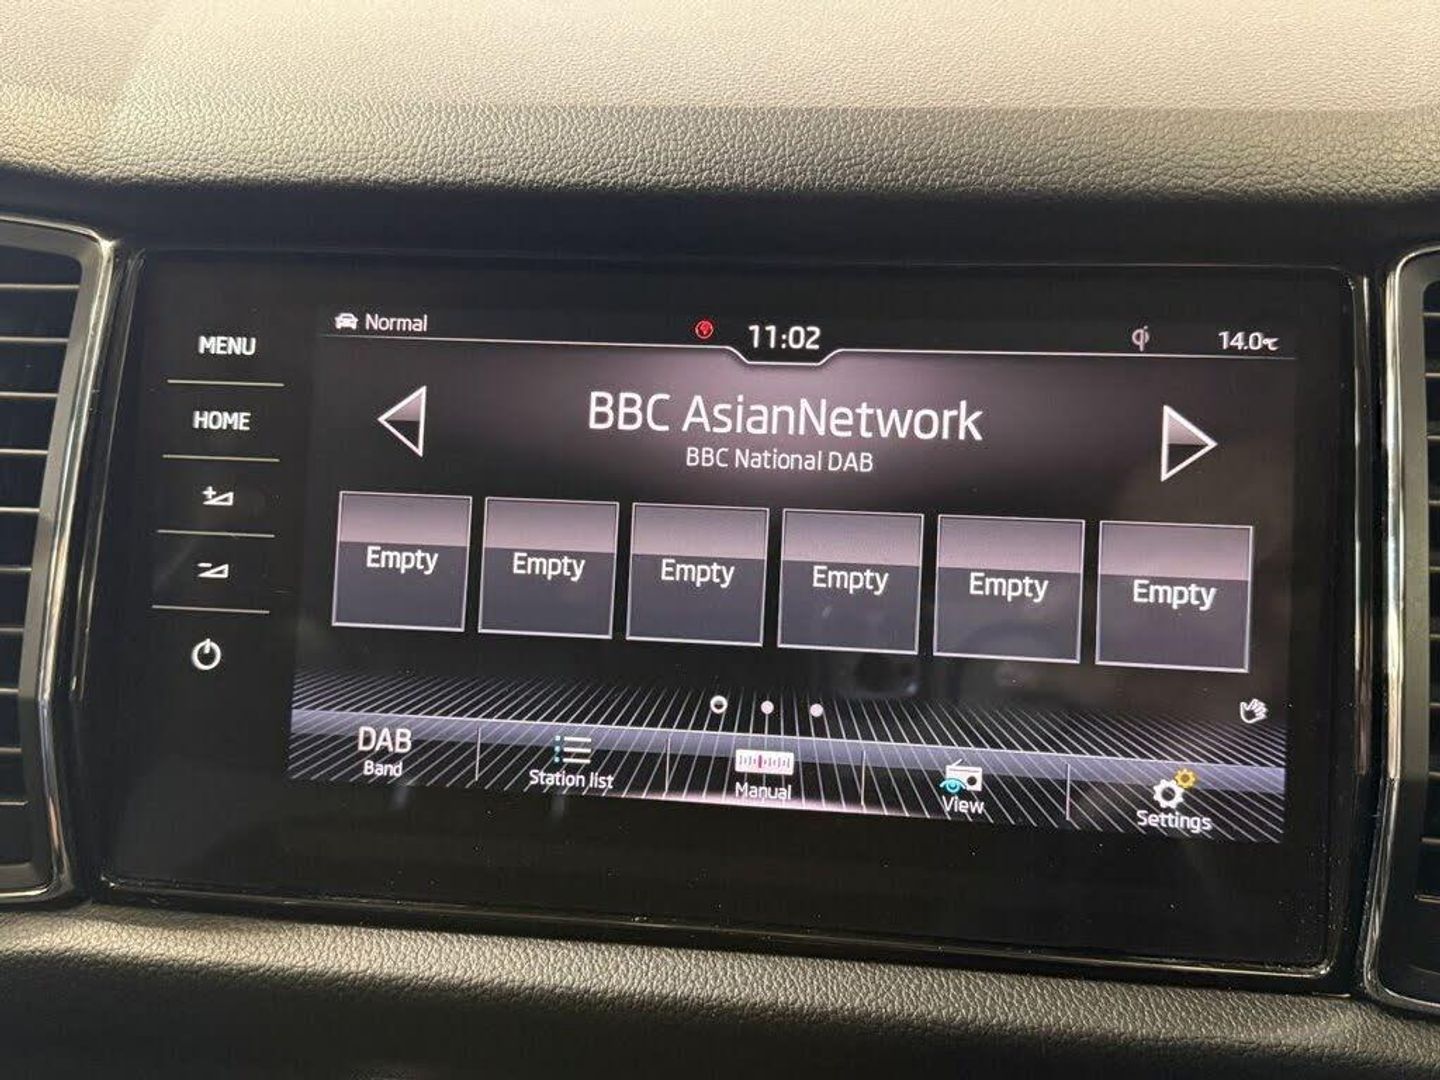 Normal
11:02
14.0℃
MENU
HOME
BBC AsianNetwork
BBC National DAB
Empty Empty Empty Empty Empty Empty
DAB
Band
Station list
Manual
View
Settings